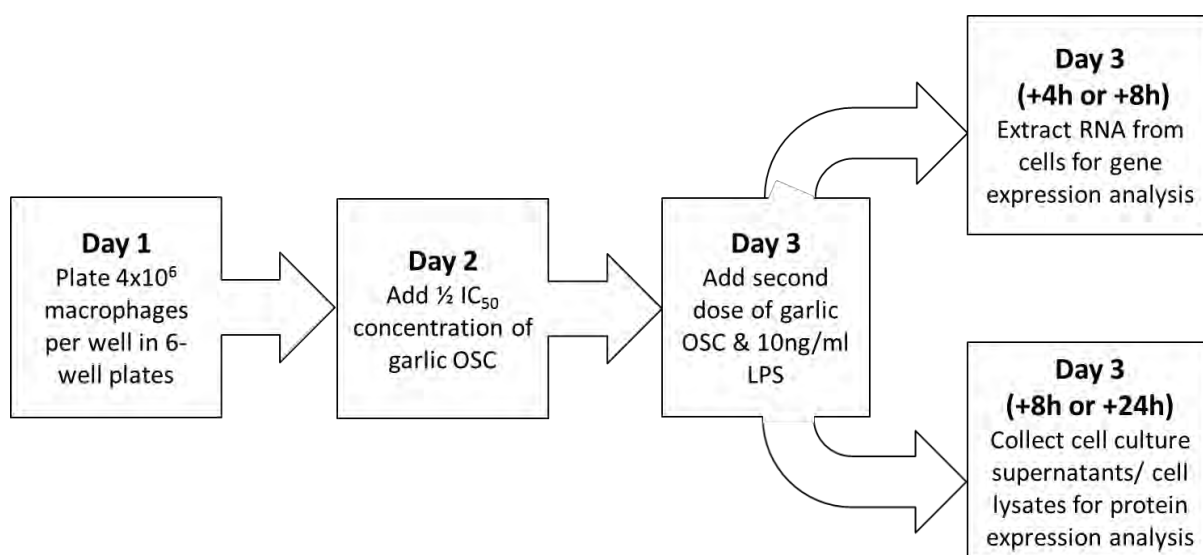 Day 1
Plate 4x10⁶
macrophages
per well in 6-
well plates
Day 2
Add ½ IC₅₀
concentration of
garlic OSC
Day 3
Add second
dose of garlic
OSC & 10ng/ml
LPS
Day 3
(+4h or +8h)
Extract RNA from
cells for gene
expression analysis
Day 3
(+8h or +24h)
Collect cell culture
supernatants/ cell
lysates for protein
expression analysis